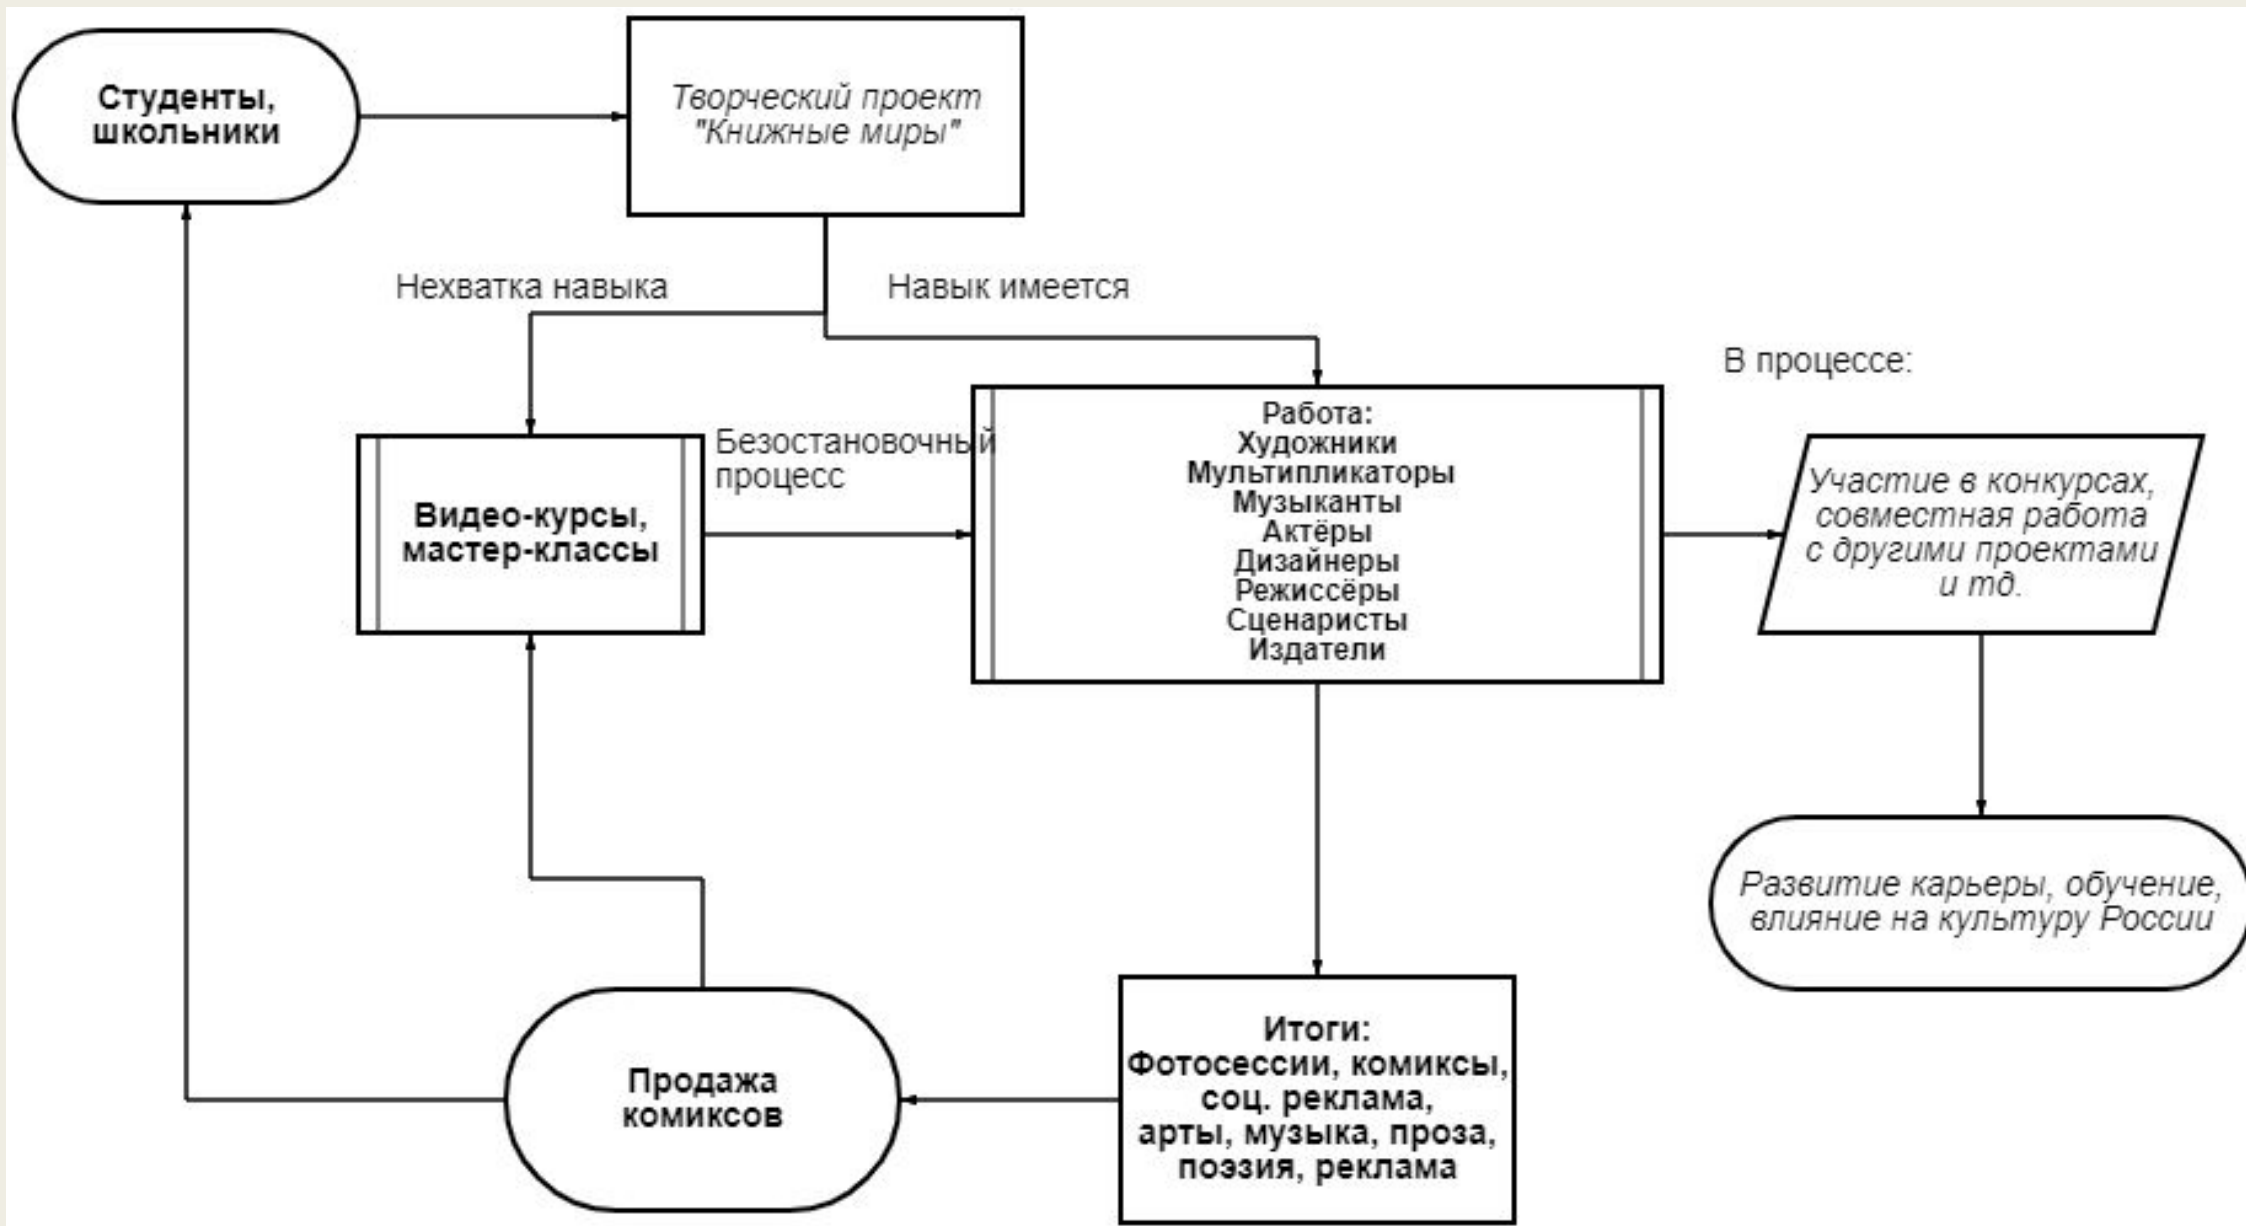 Студенты,
школьники
Творческий проект
"Книжные миры"
Нехватка навыка
Навык имеется
В процессе:
Видео-курсы,
мастер-классы
Безостановочный
процесс
Работа:
Художники
Мультипликаторы
Музыканты
Актёры
Дизайнеры
Режиссёры
Сценаристы
Издатели
Участие в конкурсах,
совместная работа
с другими проектами
и тд.
Развитие карьеры, обучение,
влияние на культуру России
Продажа
комиксов
Итоги:
Фотосессии, комиксы,
соц. реклама,
арты, музыка, проза,
поэзия, реклама